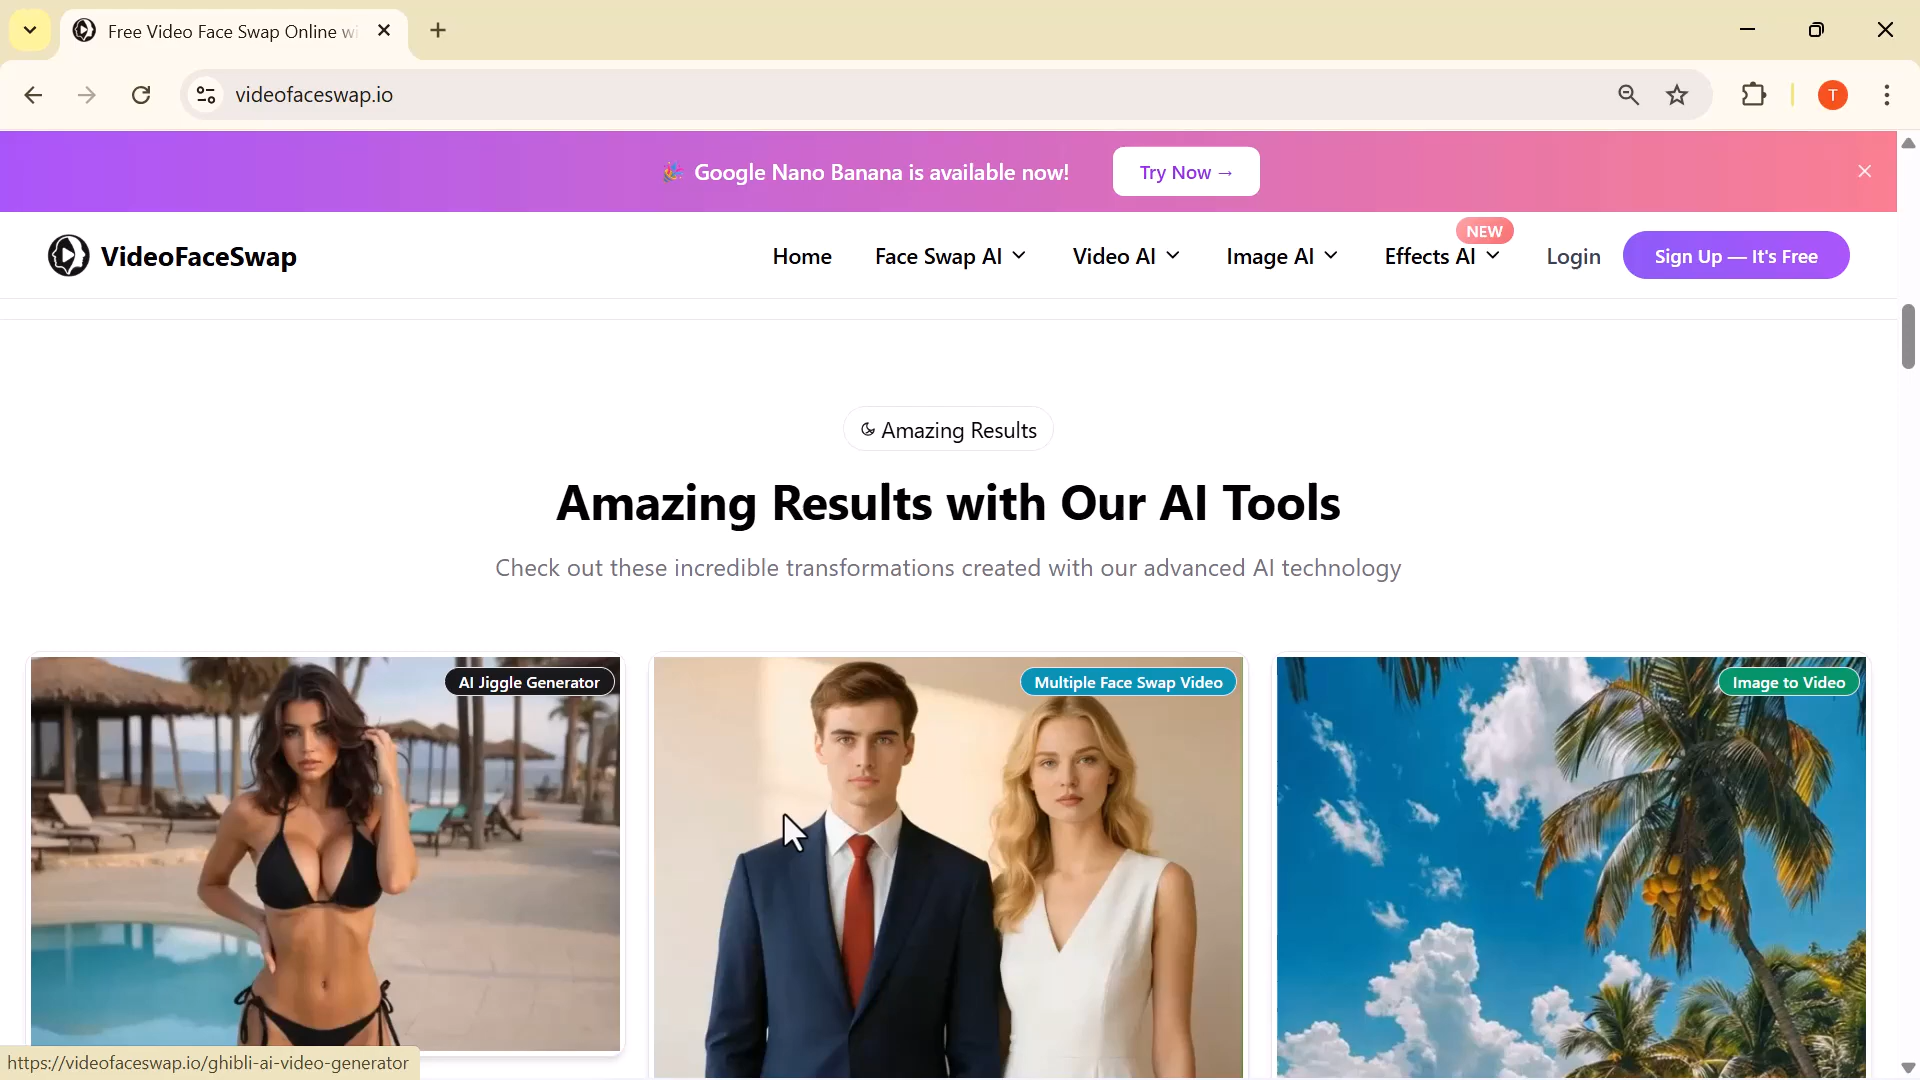 Free Video Face Swap Online wi
videofaceswap.io
T
🎉 Google Nano Banana is available now!
Try Now →
VideoFaceSwap
Home
Face Swap AI
Video AI
Image AI
Effects AI
NEW
Login
Sign Up — It's Free
Amazing Results
Amazing Results with Our AI Tools
Check out these incredible transformations created with our advanced AI technology
AI Jiggle Generator
Multiple Face Swap Video
Image to Video
https://videofaceswap.io/ghibli-ai-video-generator